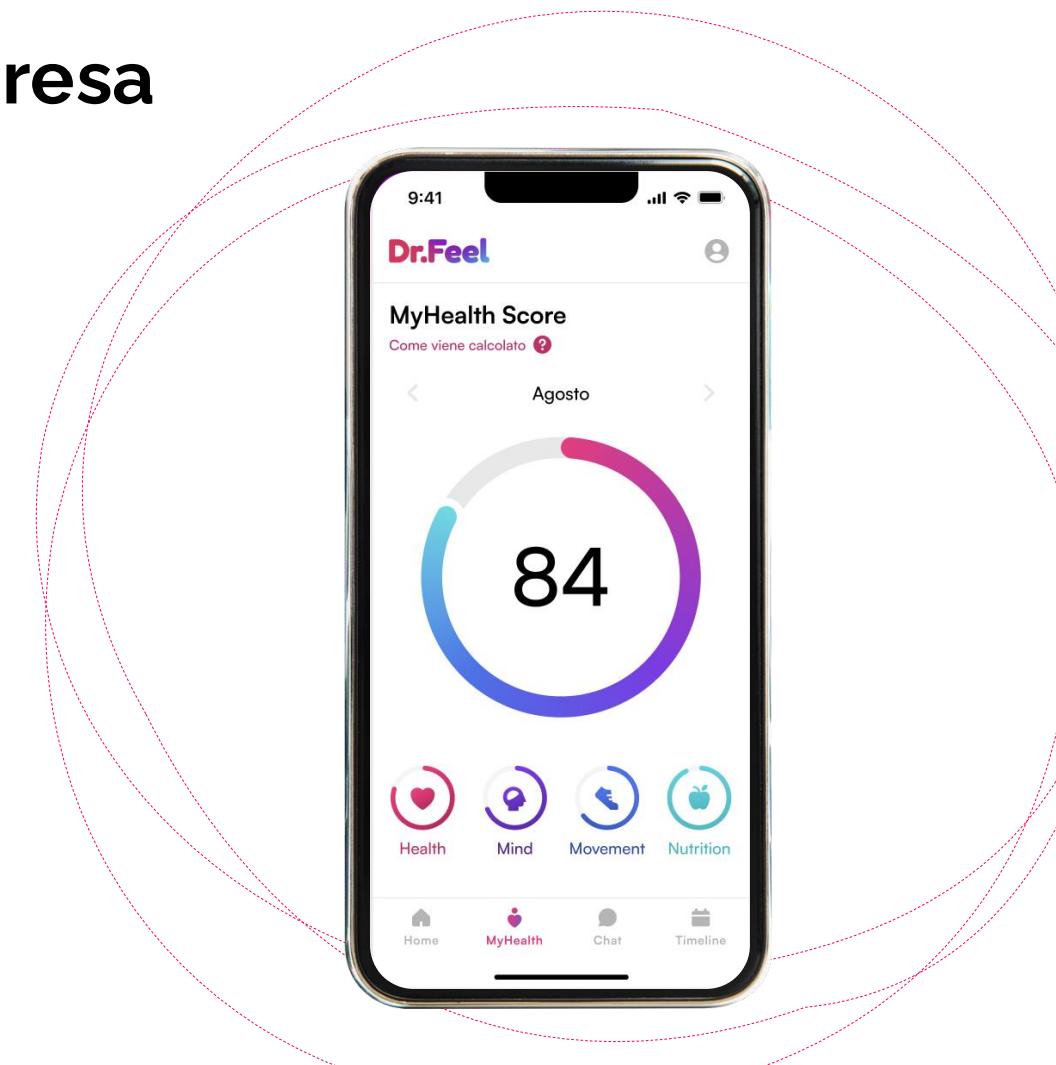 resa
9:41
Dr.Feel
MyHealth Score
Come viene calcolato ?
Agosto
84
Health Mind Movement Nutrition
Home MyHealth Chat Timeline